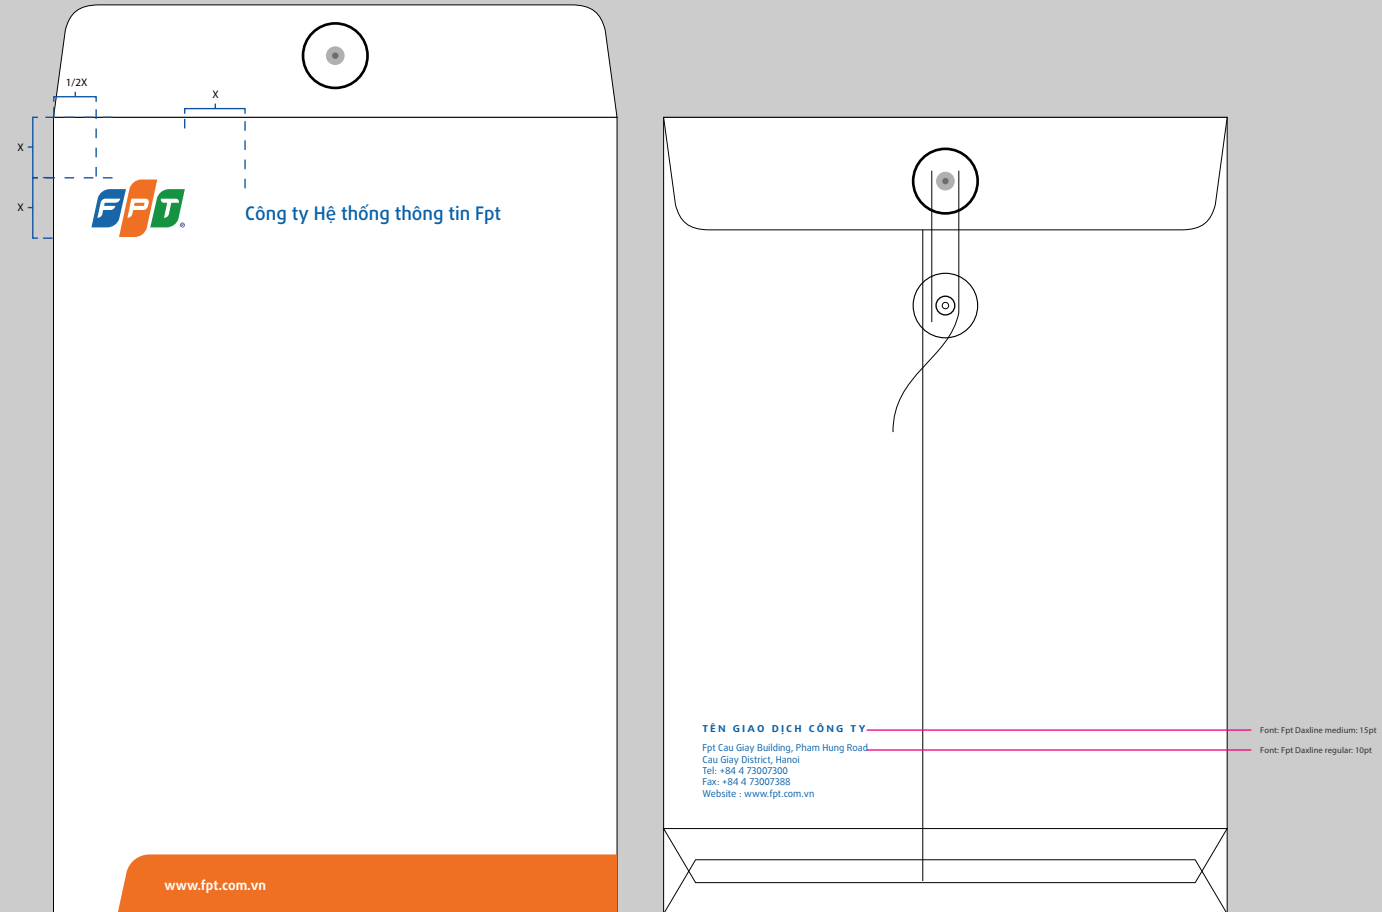 1/2X
X
X
X
FPT®
Công ty Hệ thống thông tin Fpt
www.fpt.com.vn
TÊN GIAO DỊCH CÔNG TY
Fpt Cau Giay Building, Pham Hung Road
Cau Giay District, Hanoi
Tel: +84 4 73007300
Fax: +84 4 73007388
Website : www.fpt.com.vn
Font: Fpt Daxline medium: 15pt
Font: Fpt Daxline regular: 10pt